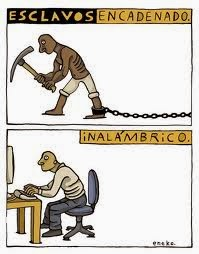 ESCLAVOS ENCADENADO.
INALÁMBRICO.
eneko.